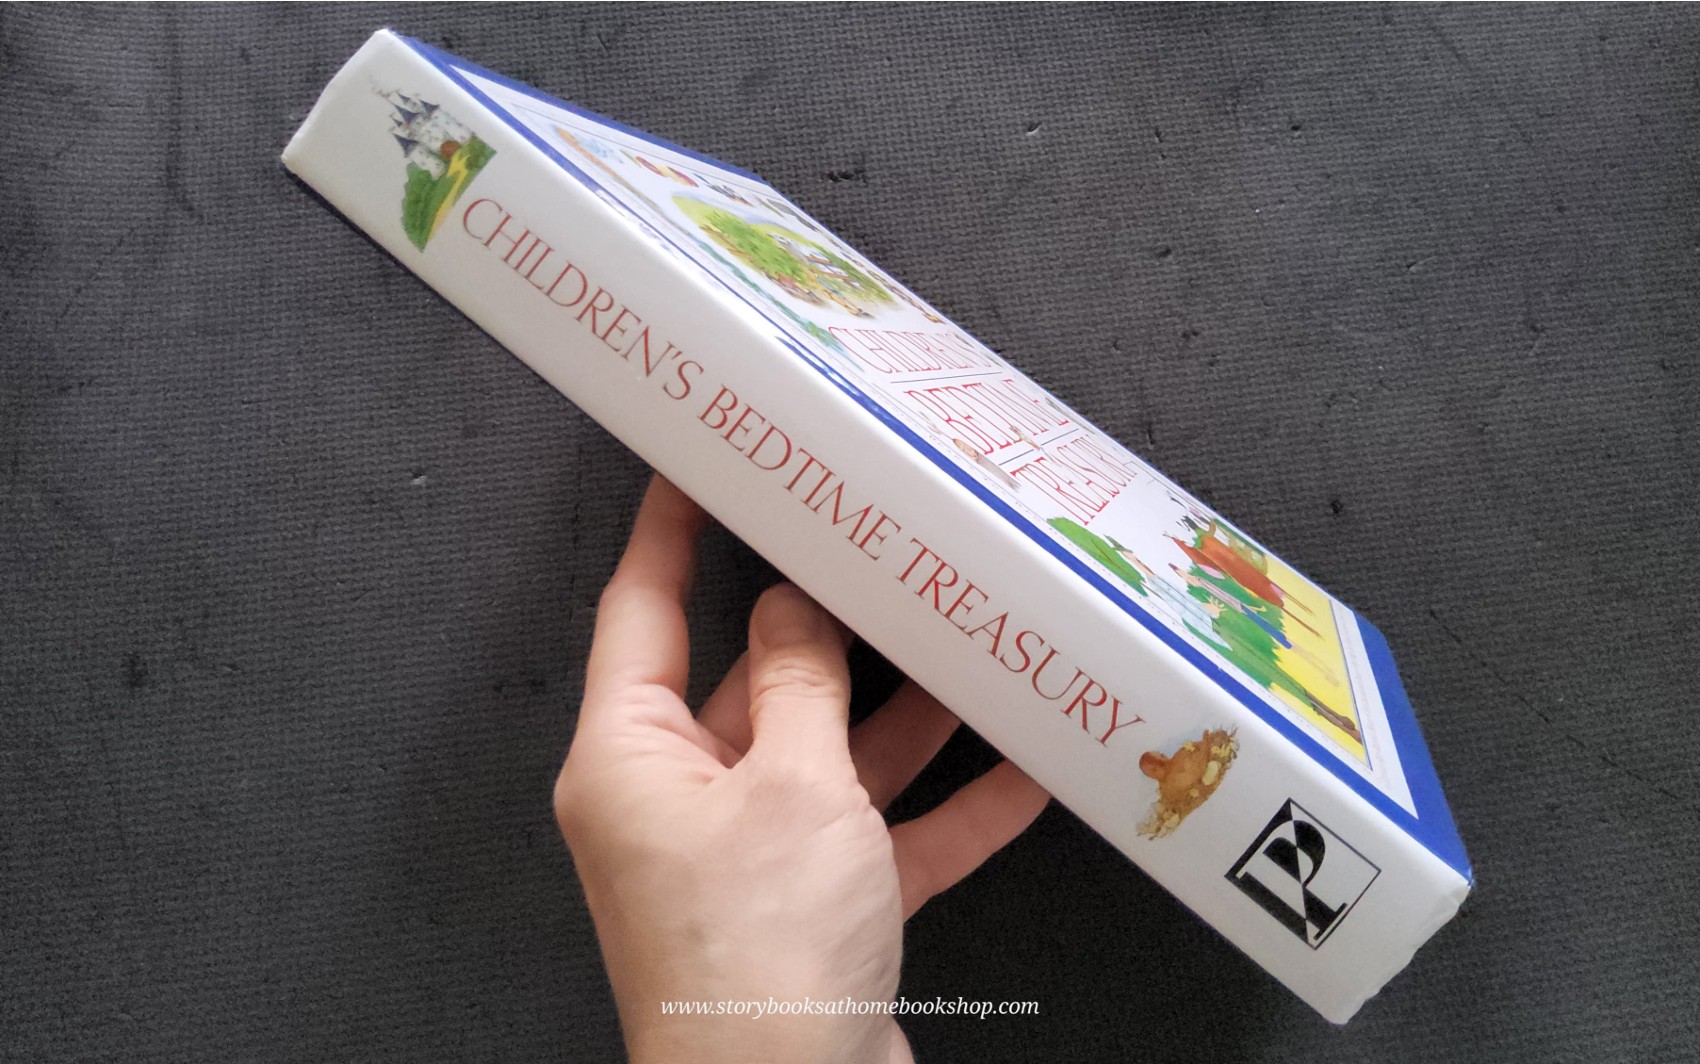 CHILDREN'S BEDTIME TREASURY
P
CHILDREN'S
BEDTIME
TREASURY
www.storybooksathomebookshop.com